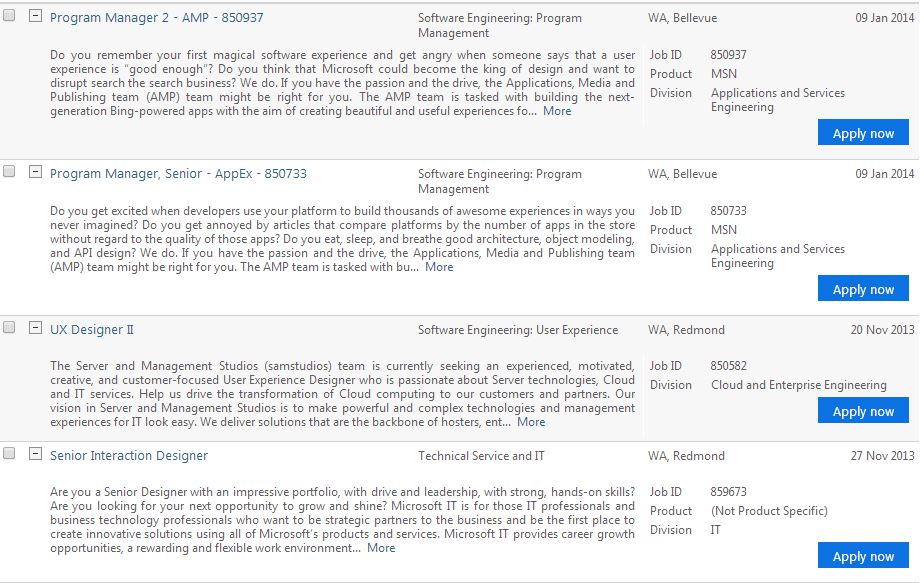 Program Manager 2 - AMP - 850937
Software Engineering: Program
Management
WA, Bellevue
09 Jan 2014
Do you remember your first magical software experience and get angry when someone says that a user
experience is “good enough”? Do you think that Microsoft could become the king of design and want to
disrupt search the search business? We do. If you have the passion and the drive, the Applications, Media and
Publishing team (AMP) team might be right for you. The AMP team is tasked with building the next-
generation Bing-powered apps with the aim of creating beautiful and useful experiences fo... More
Job ID 850937
Product MSN
Division Applications and Services
Engineering
Apply now
Program Manager, Senior - AppEx - 850733
Software Engineering: Program
Management
WA, Bellevue
09 Jan 2014
Do you get excited when developers use your platform to build thousands of awesome experiences in ways you
never imagined? Do you get annoyed by articles that compare platforms by the number of apps in the store
without regard to the quality of those apps? Do you eat, sleep, and breathe good architecture, object modeling,
and API design? We do. If you have the passion and the drive, the Applications, Media and Publishing team
(AMP) team might be right for you. The AMP team is tasked with bu... More
Job ID 850733
Product MSN
Division Applications and Services
Engineering
Apply now
UX Designer II
Software Engineering: User Experience
WA, Redmond
20 Nov 2013
The Server and Management Studios (samstudios) team is currently seeking an experienced, motivated,
creative, and customer-focused User Experience Designer who is passionate about Server technologies, Cloud
and IT services. Help us drive the transformation of Cloud computing to our customers and partners. Our
vision in Server and Management Studios is to make powerful and complex technologies and management
experiences for IT look easy. We deliver solutions that are the backbone of hosters, ent... More
Job ID 850582
Division Cloud and Enterprise Engineering
Apply now
Senior Interaction Designer
Technical Service and IT
WA, Redmond
27 Nov 2013
Are you a Senior Designer with an impressive portfolio, with drive and leadership, with strong, hands-on skills?
Are you looking for your next opportunity to grow and shine? Microsoft IT is for those IT professionals and
business technology professionals who want to be strategic partners to the business and be the first place to
create innovative solutions using all of Microsoft’s products and services. Microsoft IT provides career growth
opportunities, a rewarding and flexible work environment... More
Job ID 859673
Product (Not Product Specific)
Division IT
Apply now